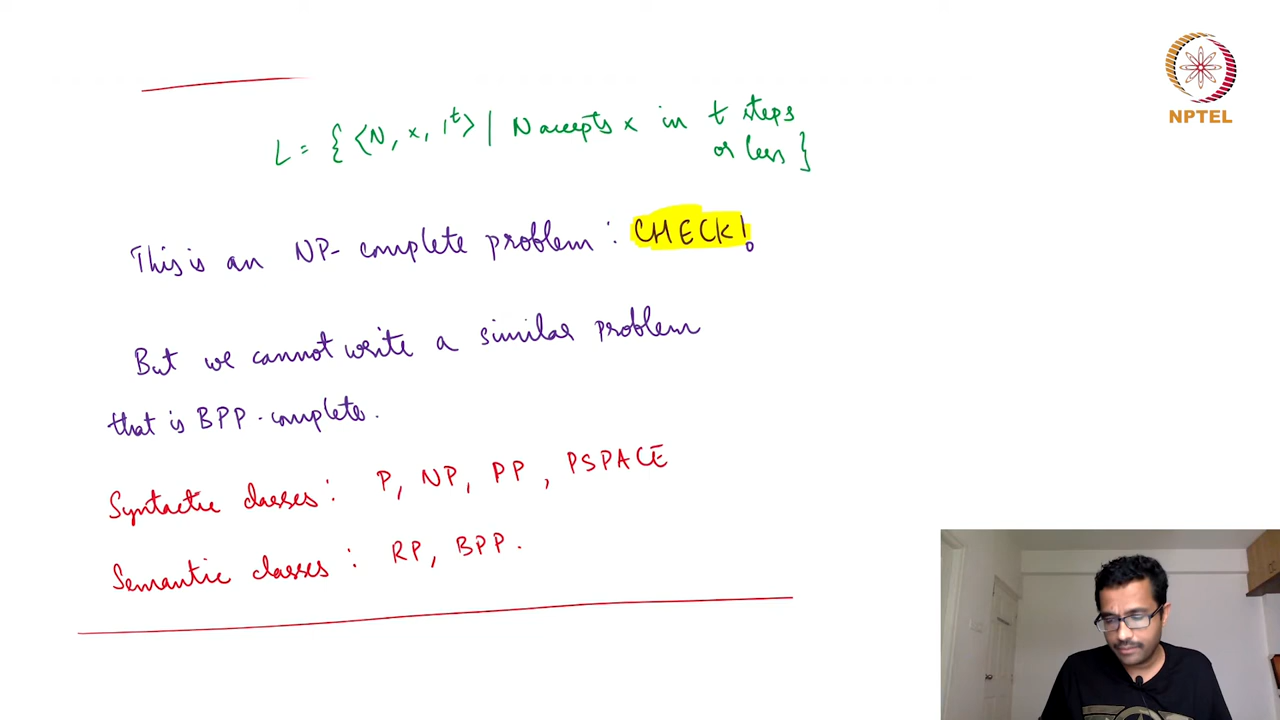 NPTEL
L = { ⟨N, x, 1^t⟩ | N accepts x in t steps
or less }
This is an NP-complete problem : CHECK!
But we cannot write a similar problem
that is BPP-complete.
Syntactic classes : P, NP, PP, PSPACE
Semantic classes : RP, BPP.